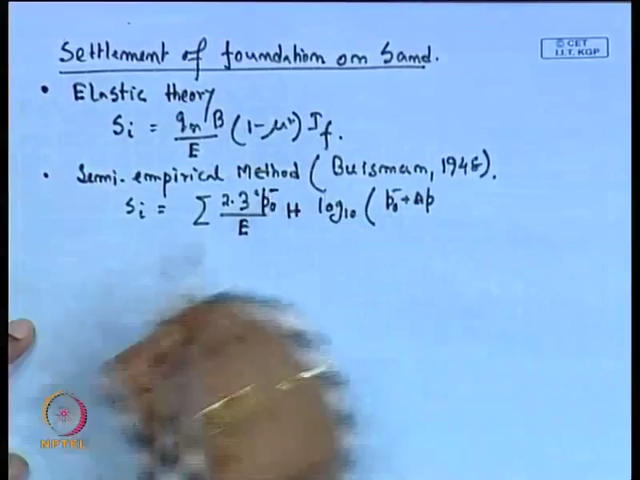 Settlement of foundation on Sand.
© CET
I.I.T. KGP
• Elastic theory
Si = qn B/E (1-μ²) If.
• Semi-empirical Method (Buisman, 1948).
Si = ∑ 2.3 p̄0/E H log10 ( p̄0+Δp
NPTEL